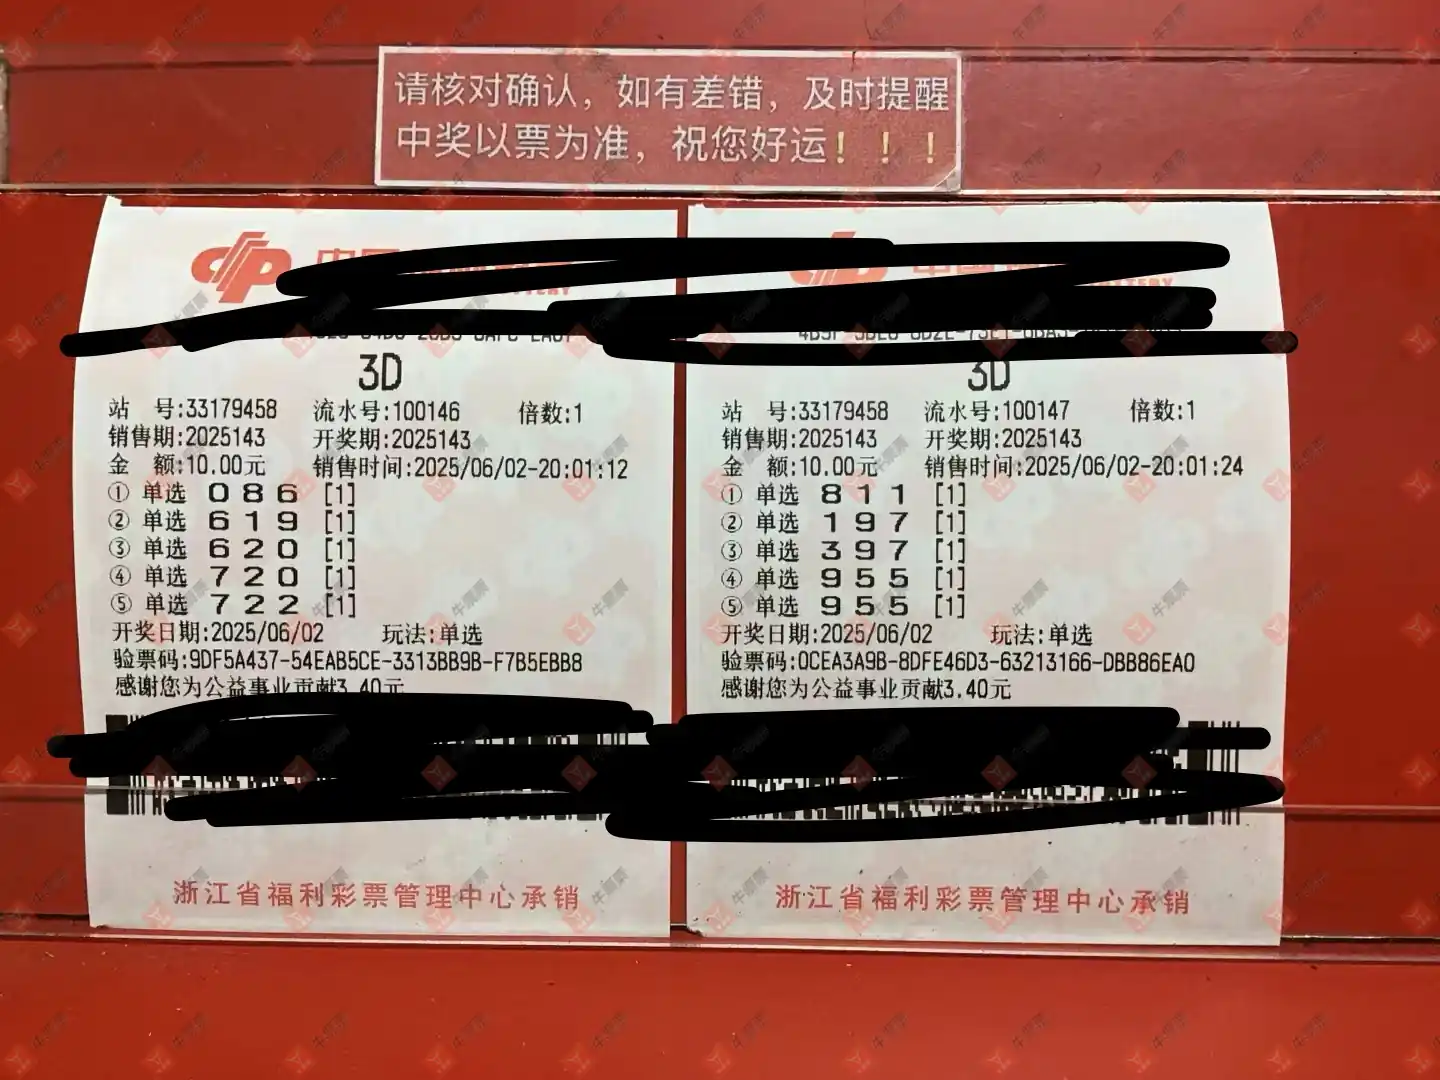 请核对确认，如有差错，及时提醒
中奖以票为准，祝您好运！！！
3D
站 号:33179458 流水号:100146 倍数:1
销售期:2025143 开奖期:2025143
金 额:10.00元 销售时间:2025/06/02-20:01:12
① 单选 0 8 6 [1]
② 单选 6 1 9 [1]
③ 单选 6 2 0 [1]
④ 单选 7 2 0 [1]
⑤ 单选 7 2 2 [1]
开奖日期:2025/06/02 玩法:单选
验票码:9DF5A437-54EAB5CE-3313BB9B-F7B5EBB8
感谢您为公益事业贡献3.40元
浙江省福利彩票管理中心承销
3D
站 号:33179458 流水号:100147 倍数:1
销售期:2025143 开奖期:2025143
金 额:10.00元 销售时间:2025/06/02-20:01:24
① 单选 8 1 1 [1]
② 单选 1 9 7 [1]
③ 单选 3 9 7 [1]
④ 单选 9 5 5 [1]
⑤ 单选 9 5 5 [1]
开奖日期:2025/06/02 玩法:单选
验票码:0CEA3A9B-8DFE46D3-63213166-DBB86EA0
感谢您为公益事业贡献3.40元
浙江省福利彩票管理中心承销